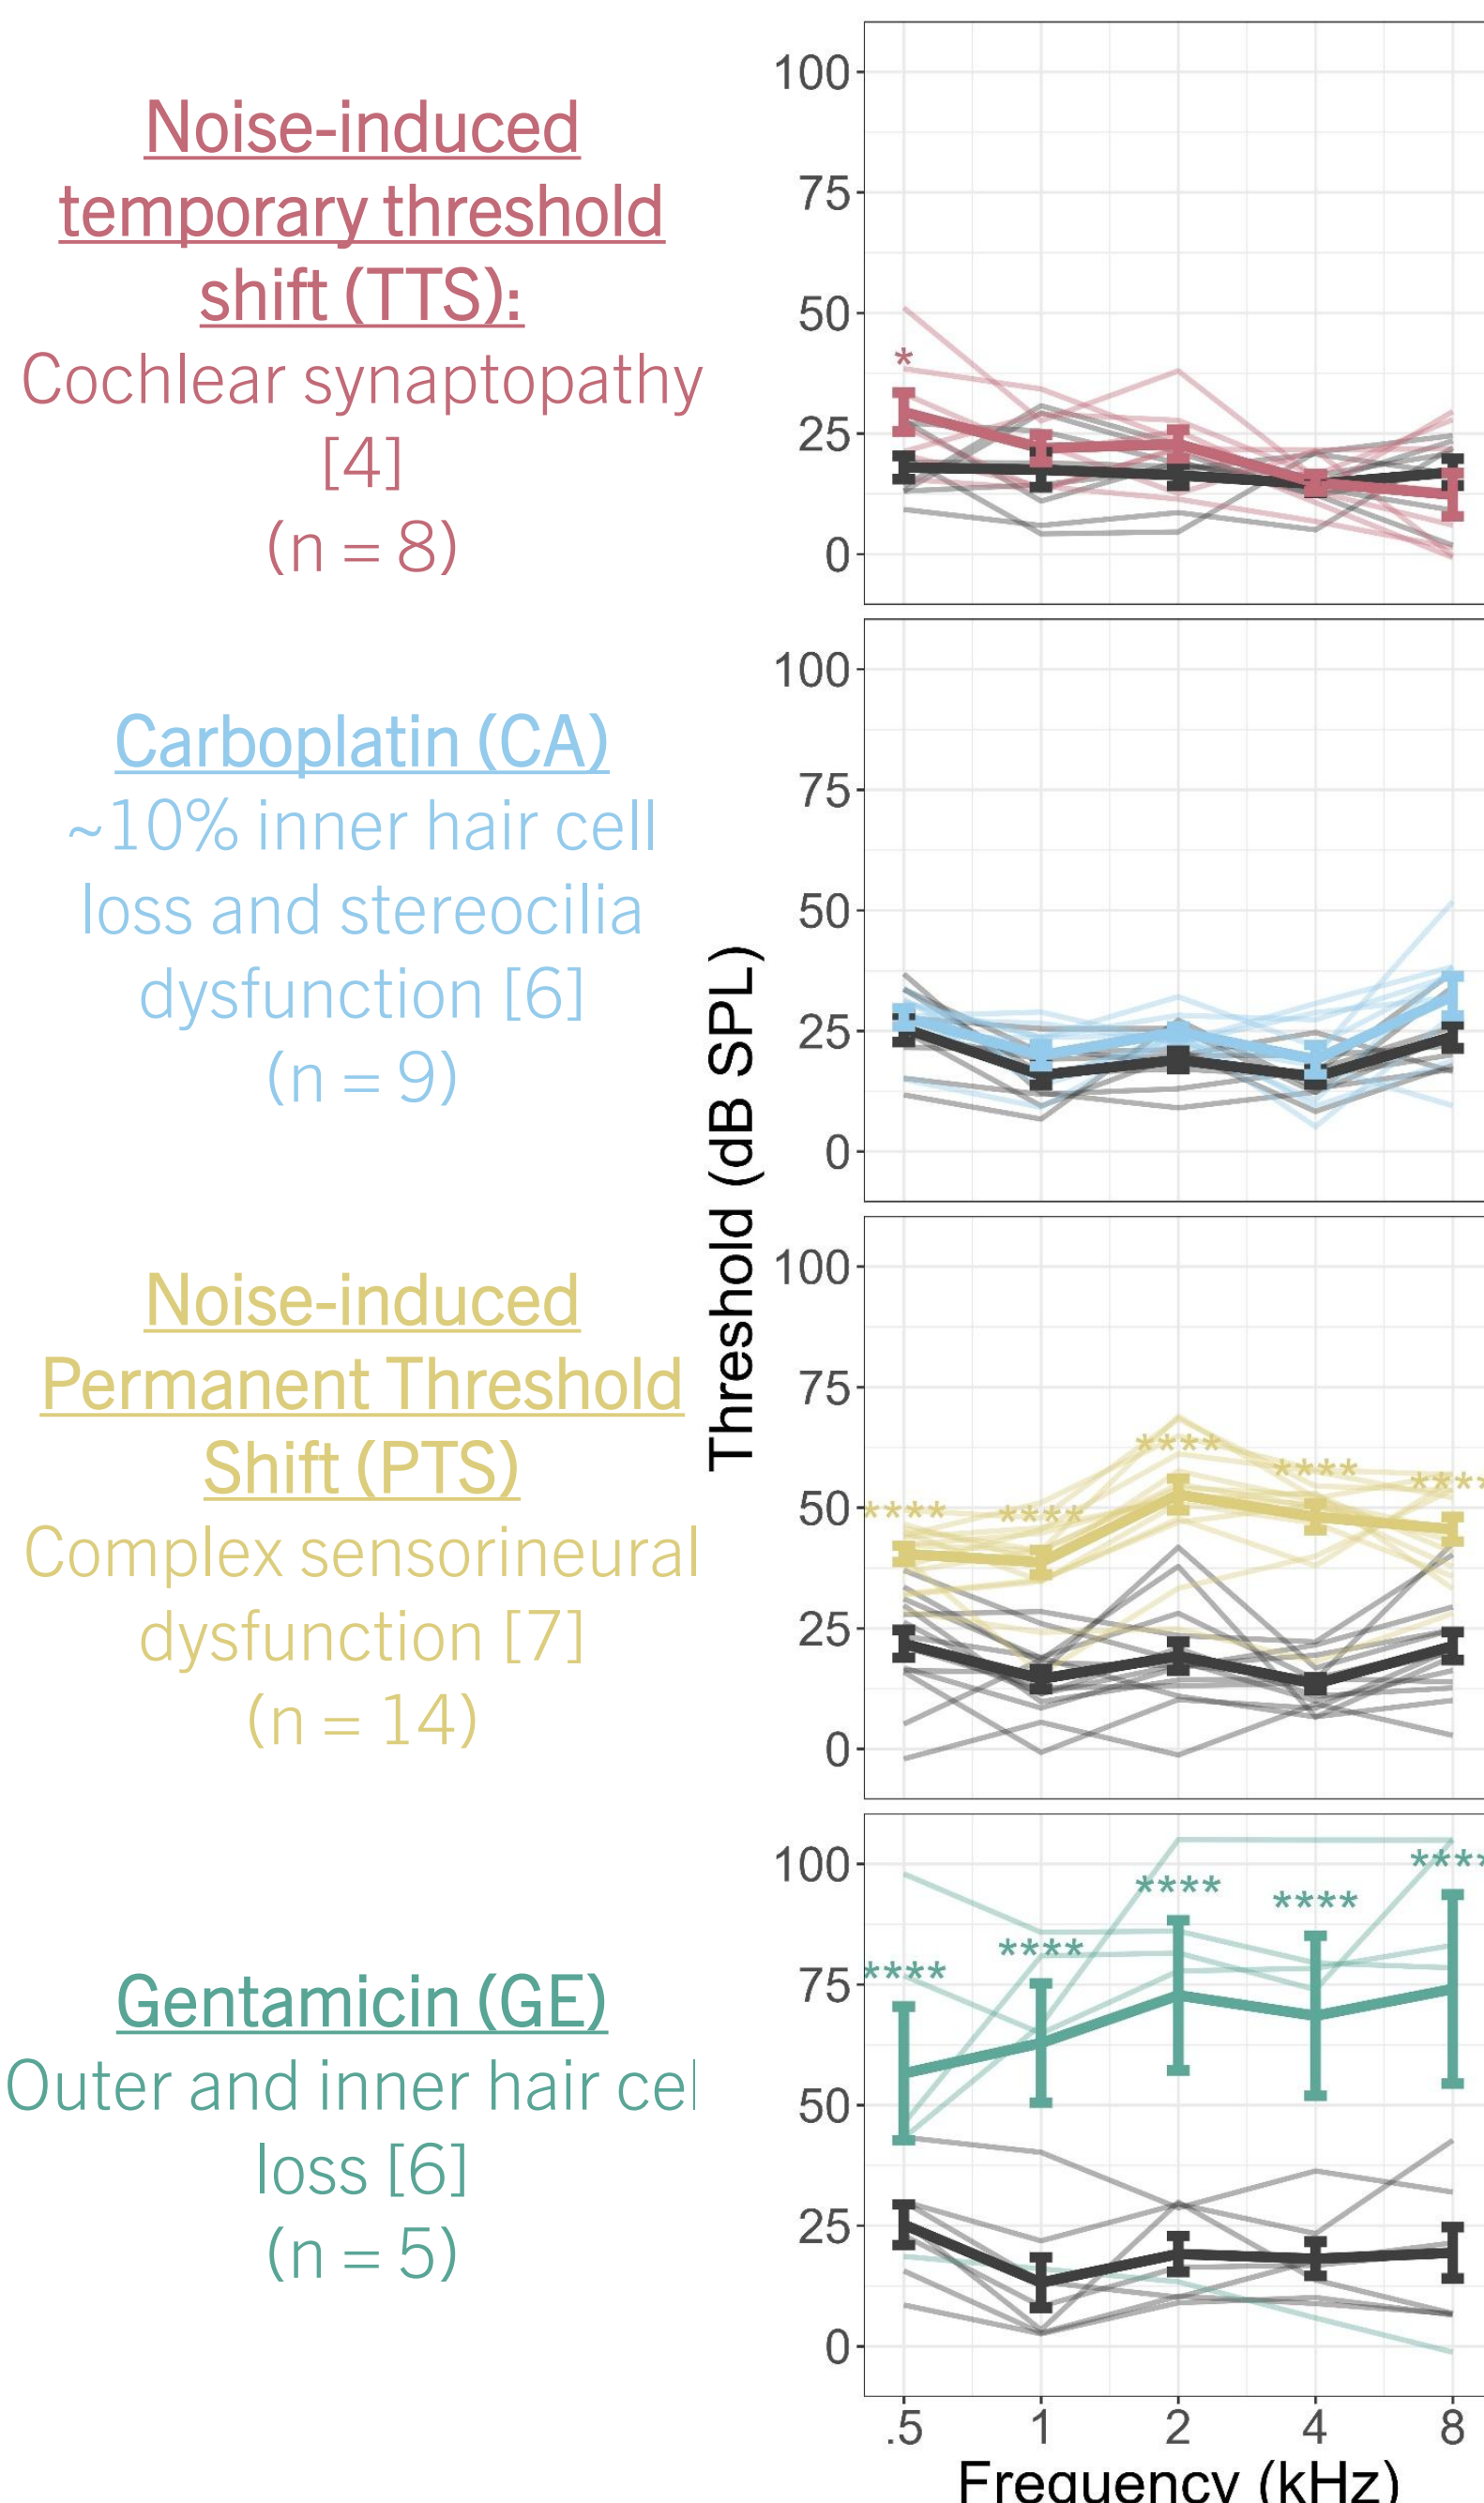 Noise-induced
temporary threshold
shift (TTS):
Cochlear synaptopathy
[4]
(n = 8)
Carboplatin (CA)
~10% inner hair cell
loss and stereocilia
dysfunction [6]
(n = 9)
Noise-induced
Permanent Threshold
Shift (PTS)
Complex sensorineural
dysfunction [7]
(n = 14)
Gentamicin (GE)
Outer and inner hair cel
loss [6]
(n = 5)
Threshold (dB SPL)
100
75
50
*
25
0
100
75
50
25
0
100
75
**** **** **** **** ****
50
25
0
100
**** **** **** **** ****
75
50
25
0
.5 1 2 4 8
Frequency (kHz)